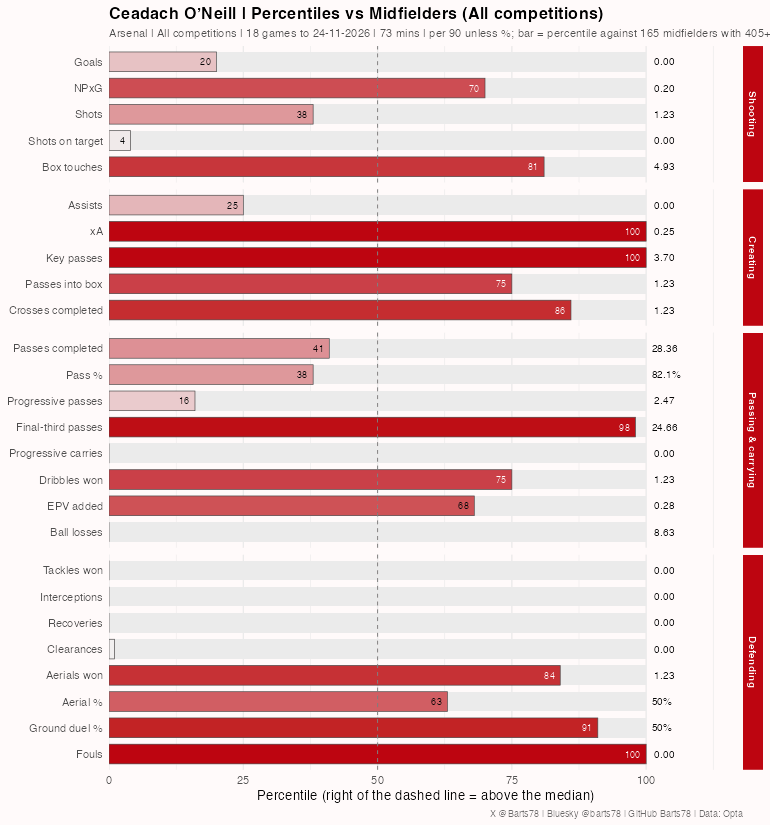 Ceadach O’Neill | Percentiles vs Midfielders (All competitions)
Arsenal | All competitions | 18 games to 24-11-2026 | 73 mins | per 90 unless %; bar = percentile against 165 midfielders with 405+
Goals 20 0.00
NPxG 70 0.20
Shots 38 1.23
Shots on target 4 0.00
Box touches 81 4.93
Shooting
Assists 25 0.00
xA 100 0.25
Key passes 100 3.70
Passes into box 75 1.23
Crosses completed 86 1.23
Creating
Passes completed 41 28.36
Pass % 38 82.1%
Progressive passes 16 2.47
Final-third passes 98 24.66
Progressive carries 0.00
Dribbles won 75 1.23
EPV added 68 0.28
Ball losses 8.63
Passing & carrying
Tackles won 0.00
Interceptions 0.00
Recoveries 0.00
Clearances 0.00
Aerials won 84 1.23
Aerial % 63 50%
Ground duel % 91 50%
Fouls 100 0.00
Defending
0 25 50 75 100
Percentile (right of the dashed line = above the median)
X @Barts78 | Bluesky @barts78 | GitHub Barts78 | Data: Opta